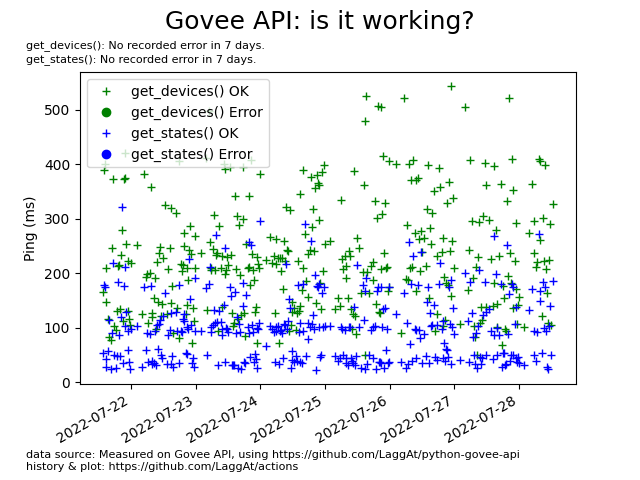 Govee API: is it working?
get_devices(): No recorded error in 7 days.
get_states(): No recorded error in 7 days.
get_devices() OK
get_devices() Error
get_states() OK
get_states() Error
Ping (ms)
500
400
300
200
100
0
2022-07-22
2022-07-23
2022-07-24
2022-07-25
2022-07-26
2022-07-27
2022-07-28
data source: Measured on Govee API, using https://github.com/LaggAt/python-govee-api
history & plot: https://github.com/LaggAt/actions